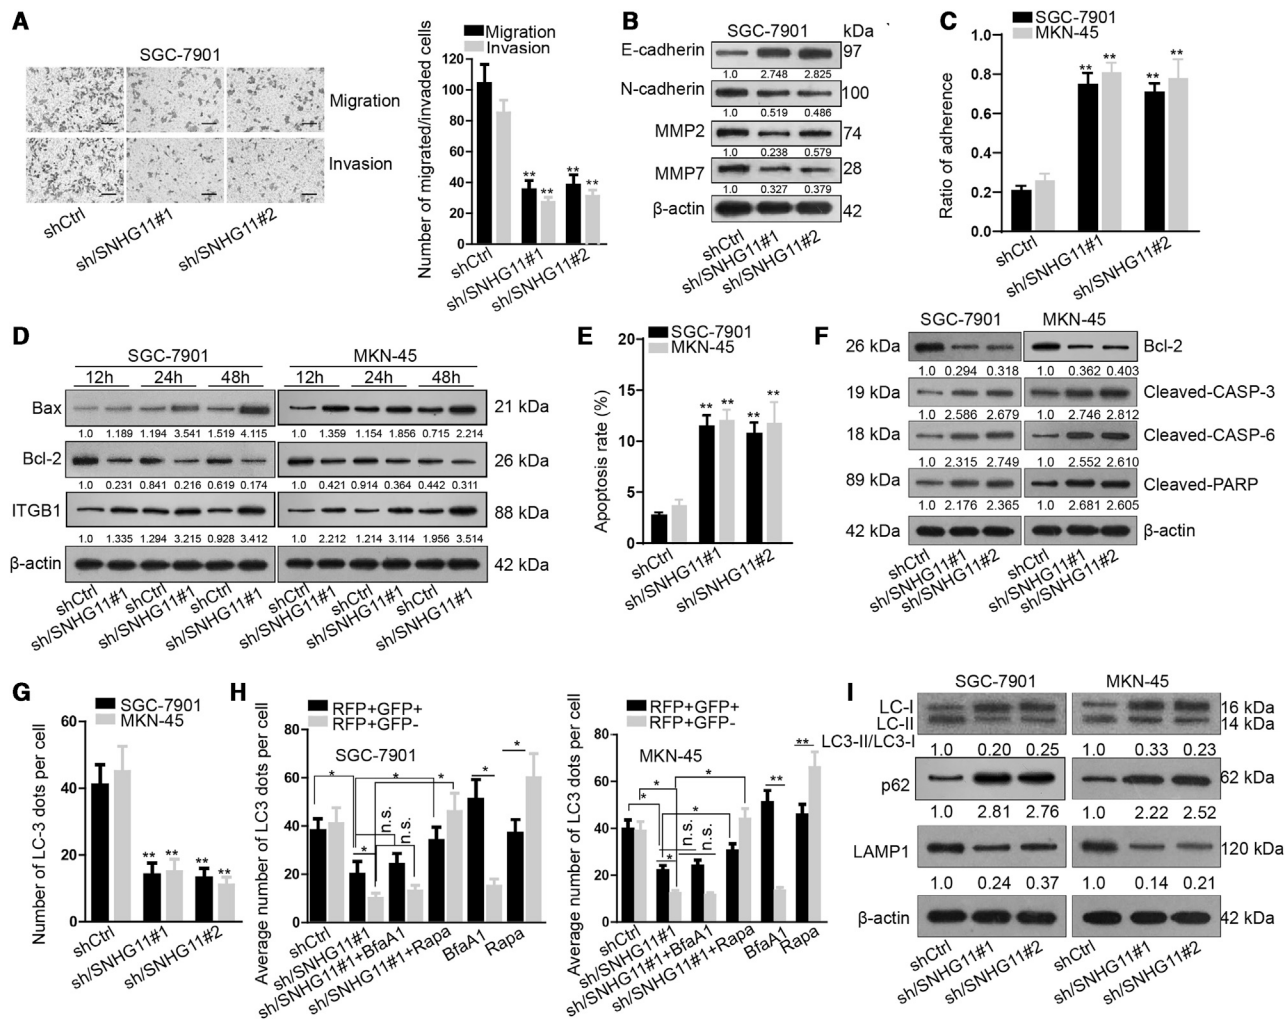 A
SGC-7901
Migration
Invasion
shCtrl
sh/SNHG11#1
sh/SNHG11#2
Number of migrated/invaded cells
Migration
Invasion
120
100
80
60
40
20
0
**
**
**
**
shCtrl
sh/SNHG11#1
sh/SNHG11#2
B
SGC-7901
kDa
E-cadherin
97
1.0 2.748 2.825
N-cadherin
100
1.0 0.519 0.486
MMP2
74
1.0 0.238 0.579
MMP7
28
1.0 0.327 0.379
β-actin
42
shCtrl
sh/SNHG11#1
sh/SNHG11#2
C
SGC-7901
MKN-45
Ratio of adherence
1.0
0.8
0.6
0.4
0.2
0.0
**
**
**
**
shCtrl
sh/SNHG11#1
sh/SNHG11#2
D
SGC-7901 MKN-45
12h 24h 48h 12h 24h 48h
Bax
21 kDa
1.0 1.189 1.194 3.541 1.519 4.115 1.0 1.359 1.154 1.856 0.715 2.214
Bcl-2
26 kDa
1.0 0.231 0.841 0.216 0.619 0.174 1.0 0.421 0.914 0.364 0.442 0.311
ITGB1
88 kDa
1.0 1.335 1.294 3.215 0.928 3.412 1.0 2.212 1.214 3.114 1.956 3.514
β-actin
42 kDa
shCtrl
sh/SNHG11#1
shCtrl
sh/SNHG11#1
shCtrl
sh/SNHG11#1
shCtrl
sh/SNHG11#1
shCtrl
sh/SNHG11#1
shCtrl
sh/SNHG11#1
E
SGC-7901
MKN-45
Apoptosis rate (%)
20
15
10
5
0
**
**
**
**
shCtrl
sh/SNHG11#1
sh/SNHG11#2
F
SGC-7901 MKN-45
26 kDa
Bcl-2
1.0 0.294 0.318 1.0 0.362 0.403
19 kDa
Cleaved-CASP-3
1.0 2.586 2.679 1.0 2.746 2.812
18 kDa
Cleaved-CASP-6
1.0 2.315 2.749 1.0 2.552 2.610
89 kDa
Cleaved-PARP
1.0 2.176 2.365 1.0 2.681 2.605
42 kDa
β-actin
shCtrl
sh/SNHG11#1
sh/SNHG11#2
shCtrl
sh/SNHG11#1
sh/SNHG11#2
G
SGC-7901
MKN-45
Number of LC-3 dots per cell
60
40
20
0
**
**
**
**
shCtrl
sh/SNHG11#1
sh/SNHG11#2
H
RFP+GFP+
RFP+GFP-
SGC-7901
Average number of LC3 dots per cell
80
60
40
20
0
*
*
*
*
*
*
n.s.
n.s.
shCtrl
sh/SNHG11#1
sh/SNHG11#1+BfaA1
sh/SNHG11#1+Rapa
BfaA1
Rapa
RFP+GFP+
RFP+GFP-
MKN-45
Average number of LC3 dots per cell
80
60
40
20
0
*
*
*
*
*
n.s.
n.s.
**
**
shCtrl
sh/SNHG11#1
sh/SNHG11#1+BfaA1
sh/SNHG11#1+Rapa
BfaA1
Rapa
I
SGC-7901 MKN-45
LC-I
16 kDa
LC-II
14 kDa
LC3-II/LC3-I
1.0 0.20 0.25 1.0 0.33 0.23
p62
62 kDa
1.0 2.81 2.76 1.0 2.22 2.52
LAMP1
120 kDa
1.0 0.24 0.37 1.0 0.14 0.21
β-actin
42 kDa
shCtrl
sh/SNHG11#1
sh/SNHG11#2
shCtrl
sh/SNHG11#1
sh/SNHG11#2